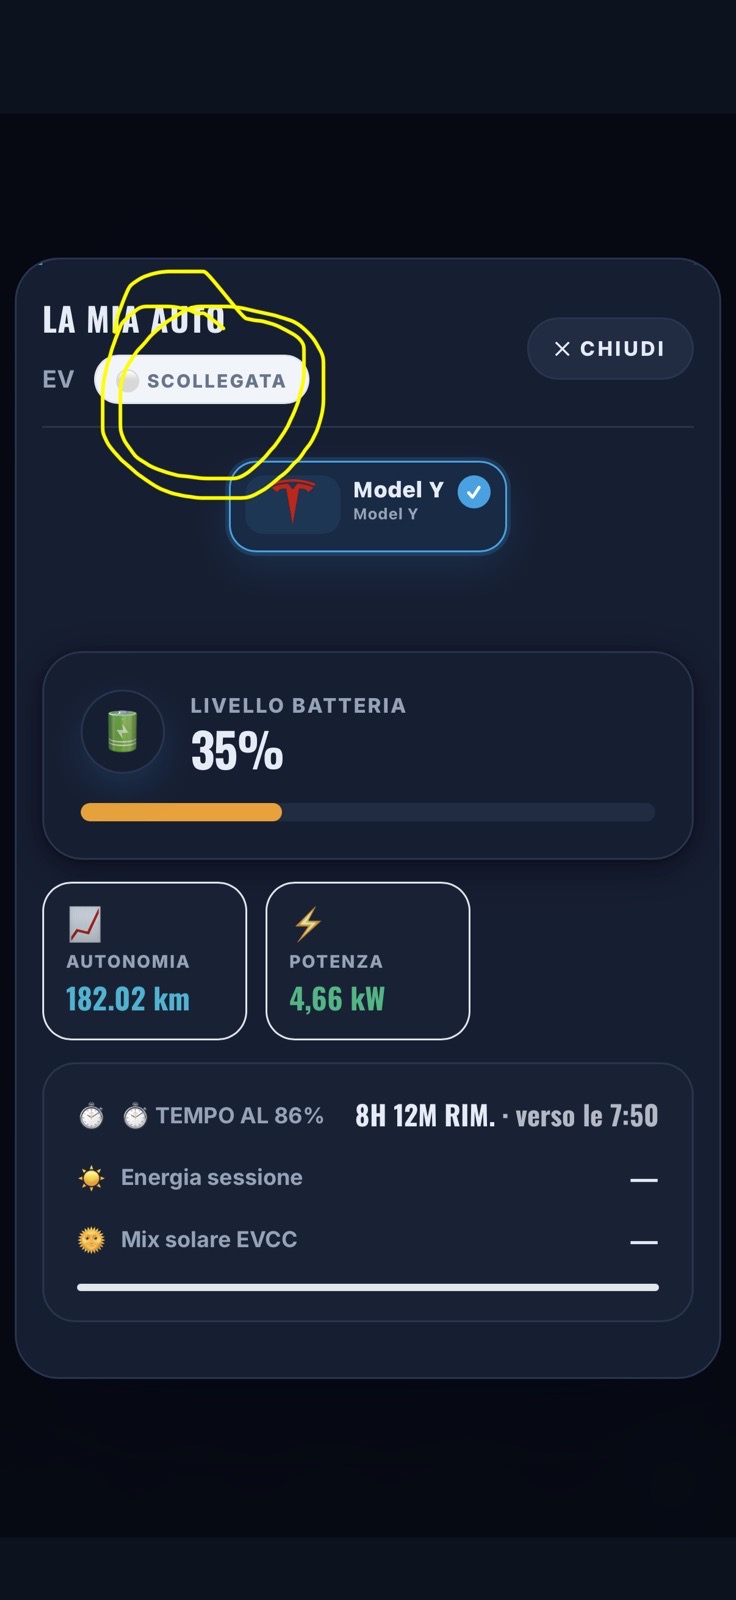 LA MIA AUTO
EV SCOLLEGATA
CHIUDI
Model Y
Model Y
LIVELLO BATTERIA
35%
AUTONOMIA
182.02 km
POTENZA
4,66 kW
TEMPO AL 86% 8H 12M RIM. · verso le 7:50
Energia sessione —
Mix solare EVCC —